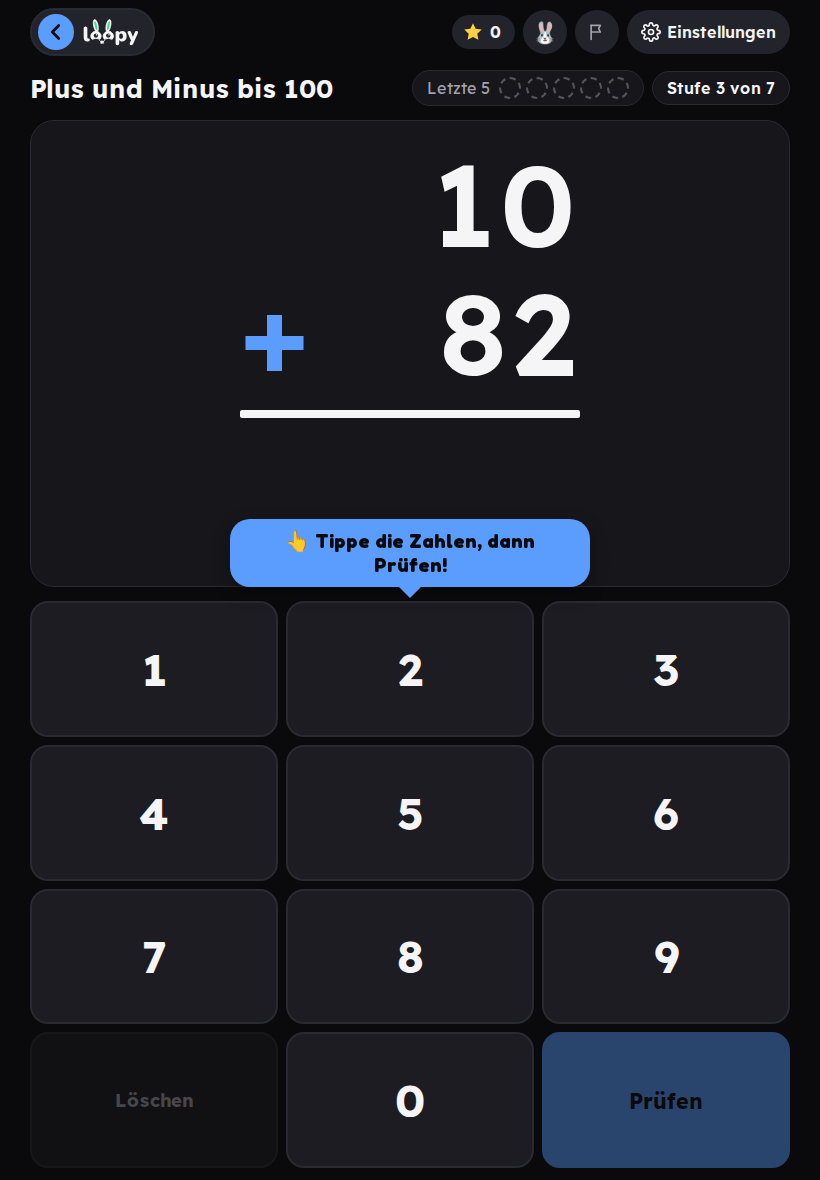 loopy
0
Einstellungen
Plus und Minus bis 100
Letzte 5
Stufe 3 von 7
10
+ 82
👆 Tippe die Zahlen, dann
Prüfen!
1 2 3
4 5 6
7 8 9
Löschen 0 Prüfen